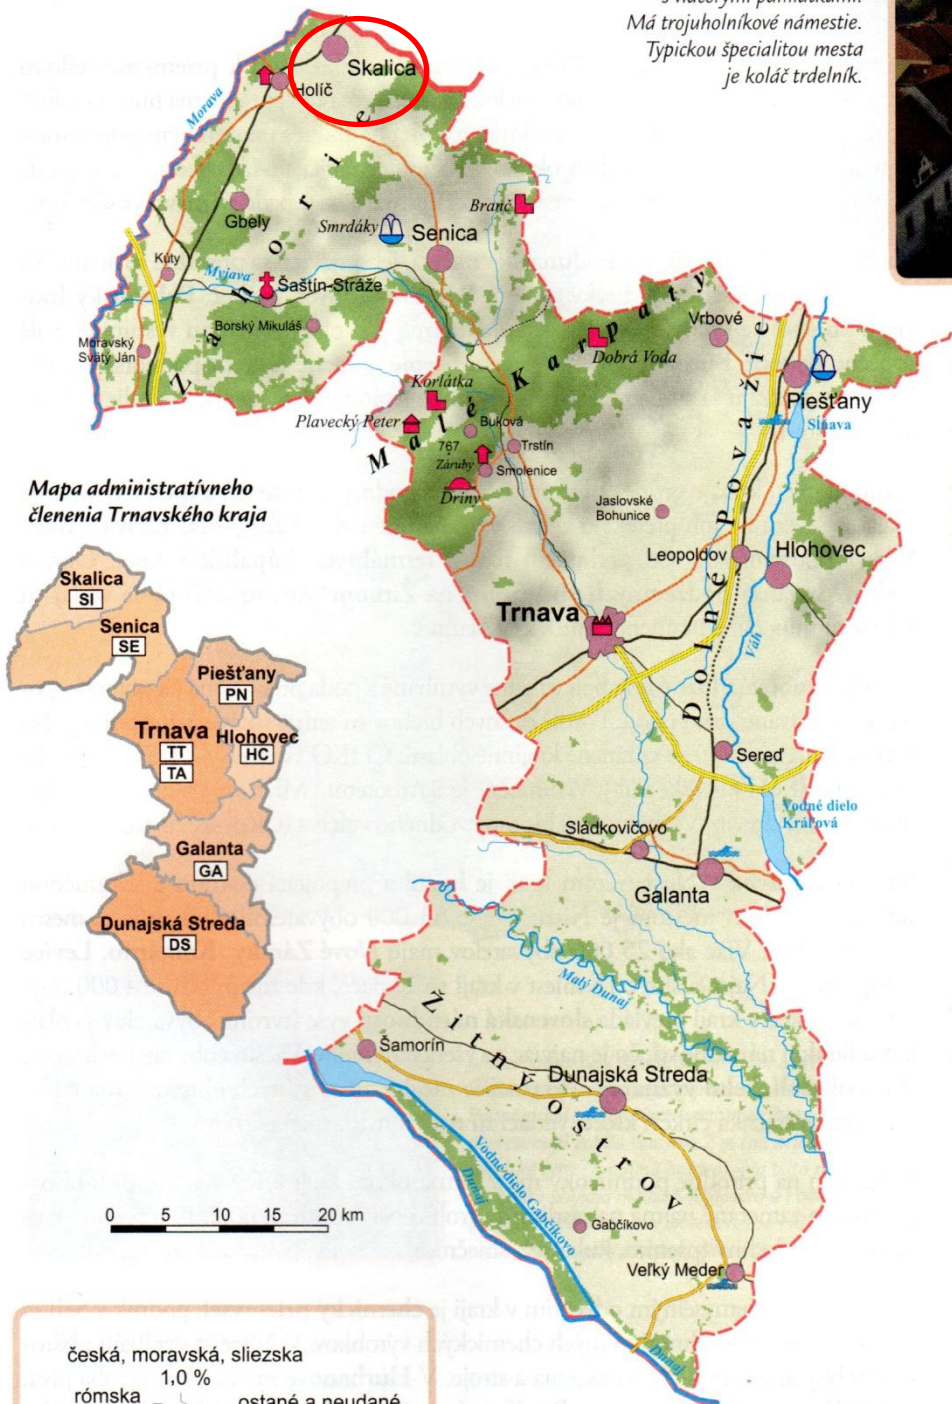 s viacerými pamiatkami.
Má trojuholníkové námestie.
Typickou špecialitou mesta
je koláč trdelník.
Skalica
Holíč
Morava
Záhorie
Gbely
Smrdáky
Branč
Senica
Kúty
Myjava
Šaštín-Stráže
Borský Mikuláš
Moravský
Svätý Ján
Malé Karpaty
Vrbové
Dobrá Voda
Korlátka
Piešťany
Sĺňava
Plavecký Peter
Buková
767
Záruby
Trstín
Smolenice
Driny
Jaslovské
Bohunice
Dolné Považie
Leopoldov
Hlohovec
Trnava
Váh
Sereď
Vodné dielo
Kráľová
Sládkovičovo
Galanta
Malý Dunaj
Žitný ostrov
Šamorín
Dunajská Streda
Vodné dielo Gabčíkovo
Dunaj
Gabčíkovo
Veľký Meder
Dunaj
Mapa administratívneho
členenia Trnavského kraja
Skalica
SI
Senica
SE
Piešťany
PN
Trnava
TT
TA
Hlohovec
HC
Galanta
GA
Dunajská Streda
DS
0 5 10 15 20 km
česká, moravská, sliezska
1,0 %
rómska
ostané a neudané